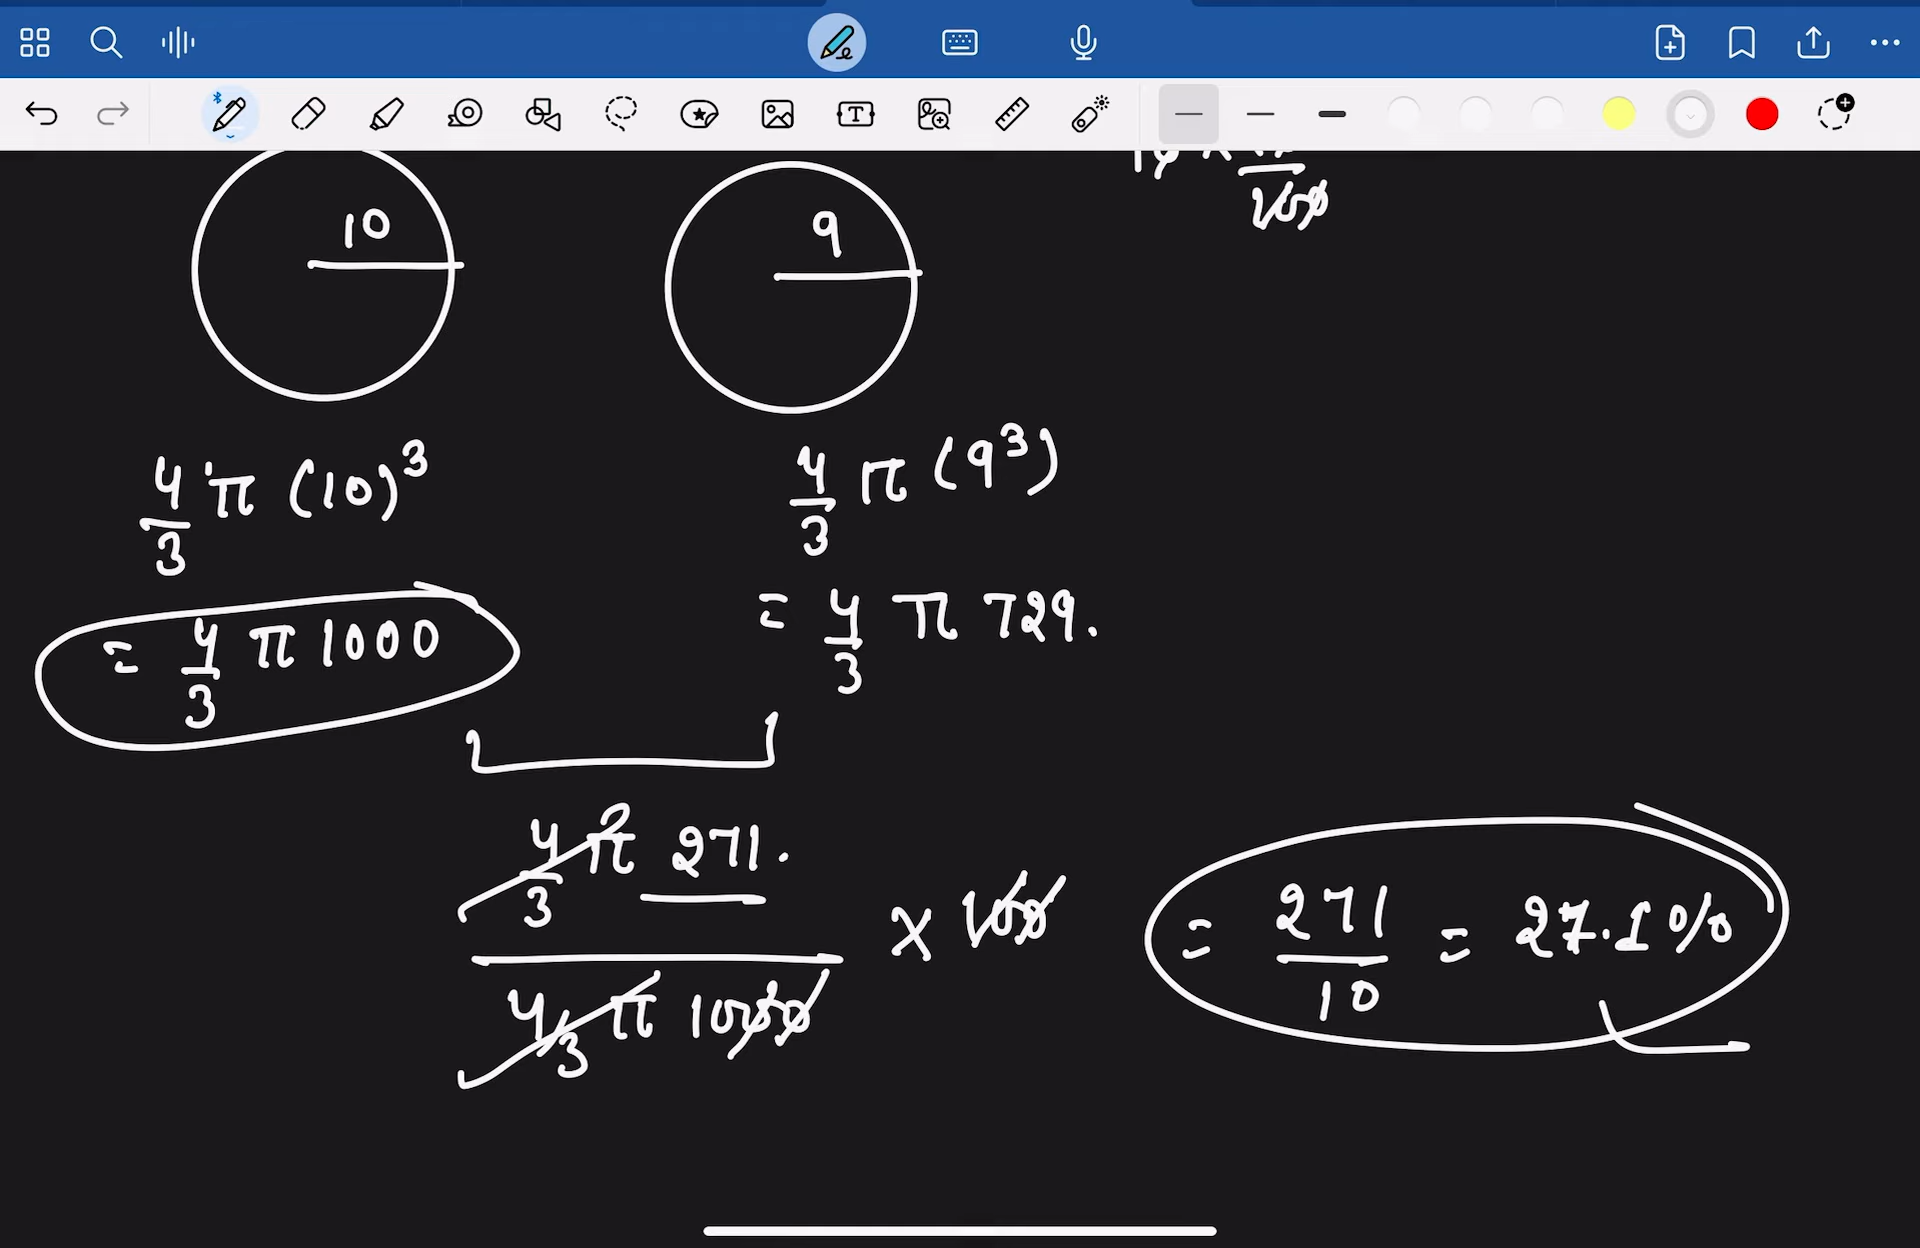 10
9
100
4/3 π (10)³
4/3 π (9³)
= 4/3 π 1000
= 4/3 π 729.
4/3 π 271.
× 100
4/3 π 1000
= 271/10 = 27.1%